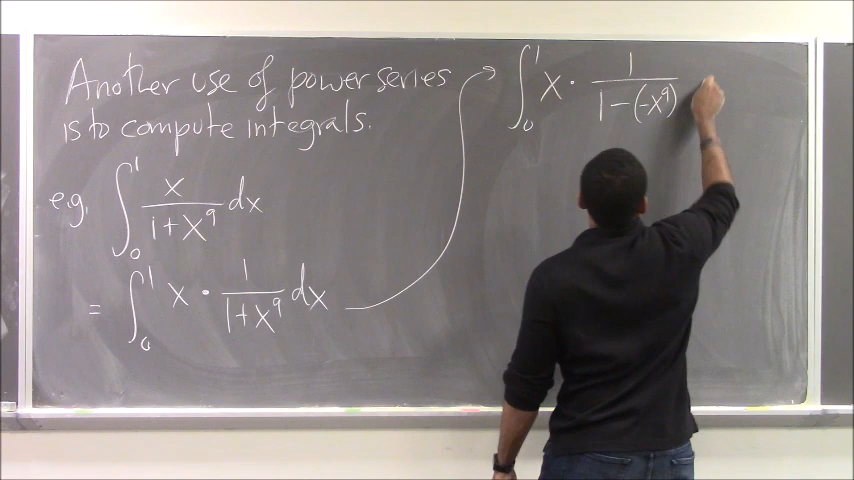 Another use of power series
is to compute integrals.
e.g. ∫₀¹ x/(1+x⁹) dx
= ∫₀¹ x · 1/(1+x⁹) dx
∫₀¹ x · 1/(1-(-x⁹))